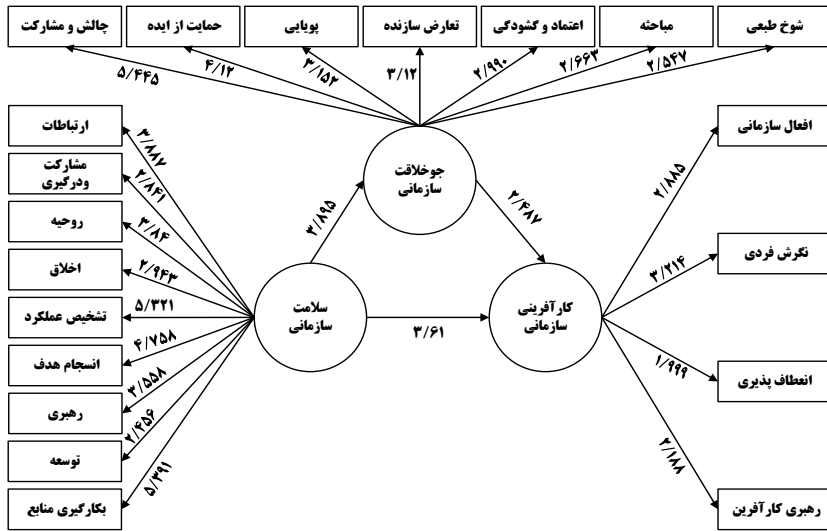 شوخ طبعی
مباحثه
اعتماد و گشودگی
تعارض سازنده
پویایی
حمایت از ایده
چالش و مشارکت
۲/۵۴۷
۲/۶۶۳
۲/۹۹۰
۳/۱۲
۳/۱۵۲
۴/۱۲
۵/۴۴۵
جوخلاقت
سازمانی
افعال سازمانی
نگرش فردی
انعطاف پذیری
رهبری کارآفرین
۲/۸۸۵
۳/۲۱۴
۱/۹۹۹
۲/۱۸۸
کارآفرینی
سازمانی
۲/۴۸۷
۳/۸۹۵
۳/۶۱
سلامت
سازمانی
۳/۸۸۷
۲/۸۴۱
۳/۸۴
۲/۹۴۳
۵/۳۲۱
۴/۷۵۸
۳/۵۵۸
۲/۴۵۶
۵/۳۹۱
ارتباطات
مشارکت
ودرگیری
روحیه
اخلاق
تشخیص عملکرد
انسجام هدف
رهبری
توسعه
بکارگیری منابع